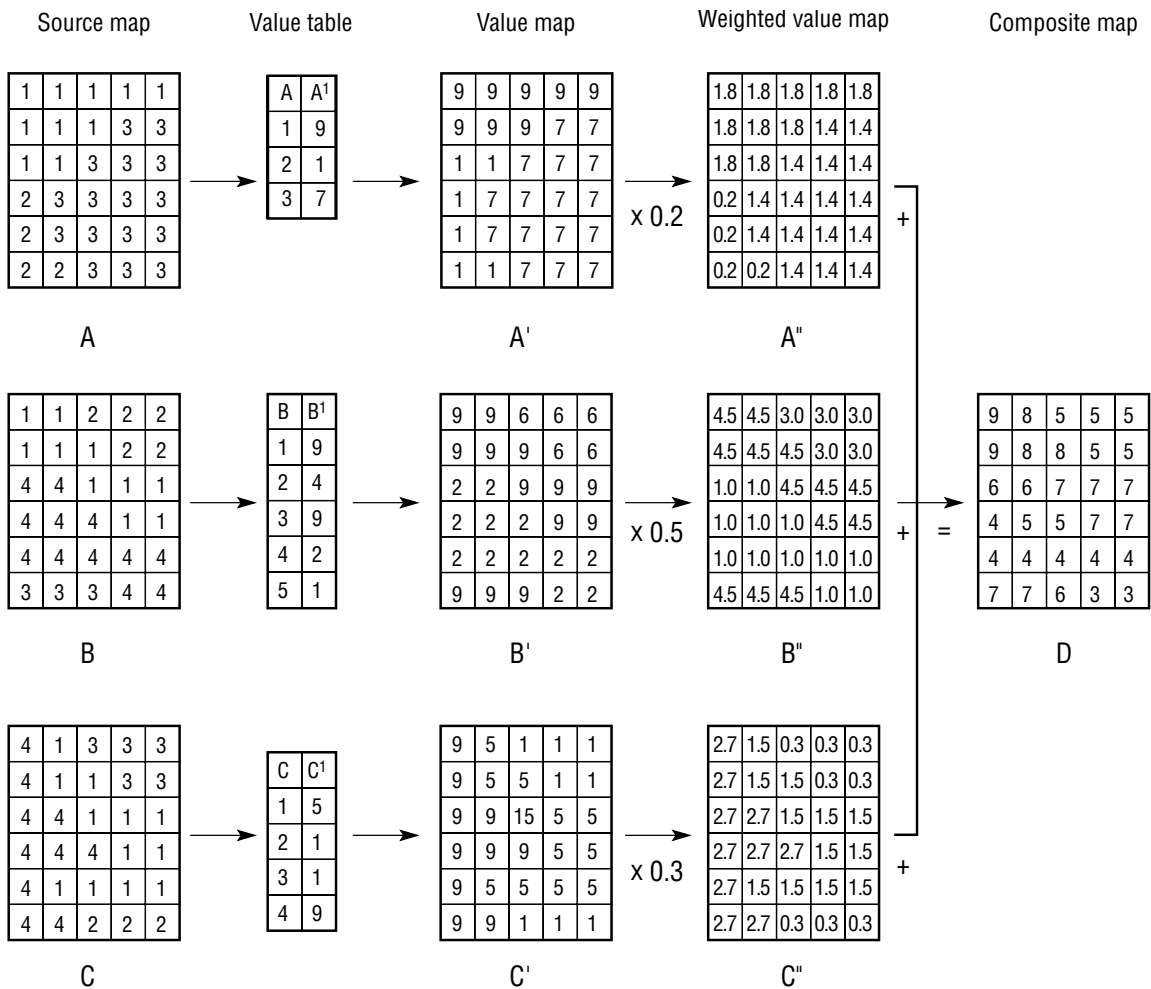 Source map Value table Value map Weighted value map Composite map
1 1 1 1 1
1 1 1 3 3
1 1 3 3 3
2 3 3 3 3
2 3 3 3 3
2 2 3 3 3
A
A A1
1 9
2 1
3 7
9 9 9 9 9
9 9 9 7 7
1 1 7 7 7
1 7 7 7 7
1 7 7 7 7
1 1 7 7 7
A'
x 0.2
1.8 1.8 1.8 1.8 1.8
1.8 1.8 1.8 1.4 1.4
1.8 1.8 1.4 1.4 1.4
0.2 1.4 1.4 1.4 1.4
0.2 1.4 1.4 1.4 1.4
0.2 0.2 1.4 1.4 1.4
A"
+
1 1 2 2 2
1 1 1 2 2
4 4 1 1 1
4 4 4 1 1
4 4 4 4 4
3 3 3 4 4
B
B B1
1 9
2 4
3 9
4 2
5 1
9 9 6 6 6
9 9 9 6 6
2 2 9 9 9
2 2 2 9 9
2 2 2 2 2
9 9 9 2 2
B'
x 0.5
4.5 4.5 3.0 3.0 3.0
4.5 4.5 4.5 3.0 3.0
1.0 1.0 4.5 4.5 4.5
1.0 1.0 1.0 4.5 4.5
1.0 1.0 1.0 1.0 1.0
4.5 4.5 4.5 1.0 1.0
B"
+ =
9 8 5 5 5
9 8 8 5 5
6 6 7 7 7
4 5 5 7 7
4 4 4 4 4
7 7 6 3 3
D
4 1 3 3 3
4 1 1 3 3
4 4 1 1 1
4 4 4 1 1
4 1 1 1 1
4 4 2 2 2
C
C C1
1 5
2 1
3 1
4 9
9 5 1 1 1
9 5 5 1 1
9 9 15 5 5
9 9 9 5 5
9 5 5 5 5
9 9 1 1 1
C'
x 0.3
2.7 1.5 0.3 0.3 0.3
2.7 1.5 1.5 0.3 0.3
2.7 2.7 1.5 1.5 1.5
2.7 2.7 2.7 1.5 1.5
2.7 1.5 1.5 1.5 1.5
2.7 2.7 0.3 0.3 0.3
C"
+